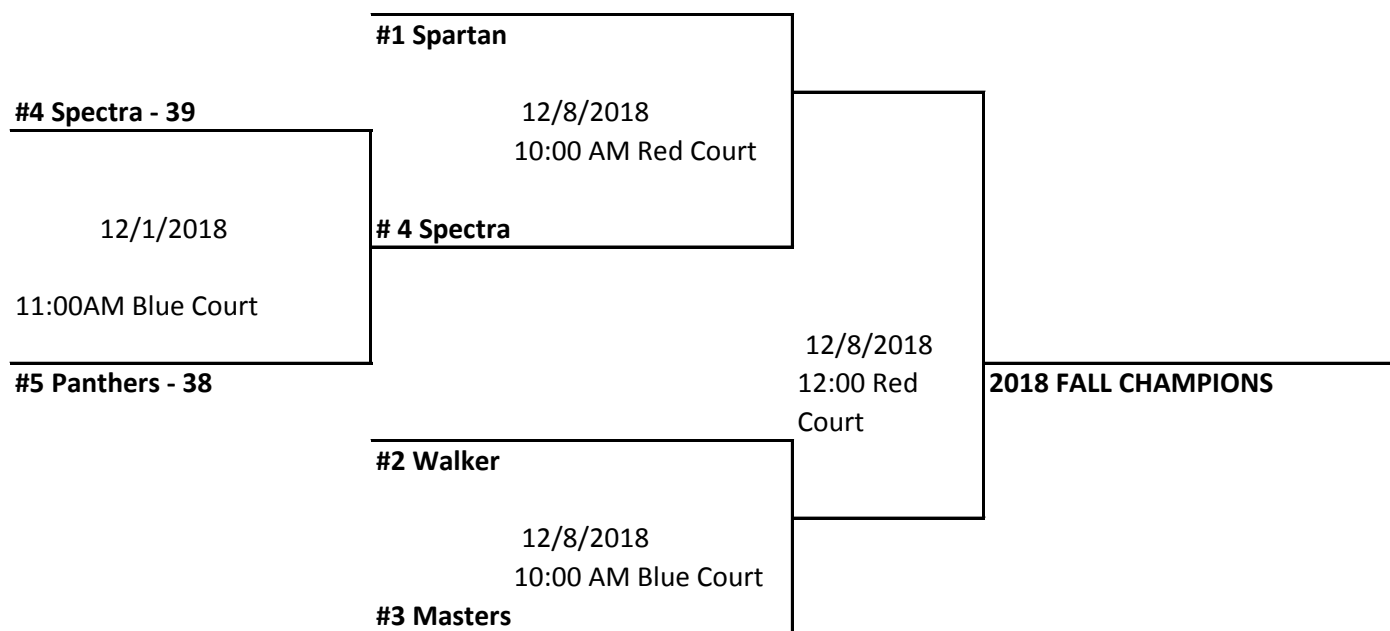 #1 Spartan
#4 Spectra - 39
12/8/2018
10:00 AM Red Court
12/1/2018
# 4 Spectra
11:00AM Blue Court
12/8/2018
#5 Panthers - 38
12:00 Red
Court
2018 FALL CHAMPIONS
#2 Walker
12/8/2018
10:00 AM Blue Court
#3 Masters